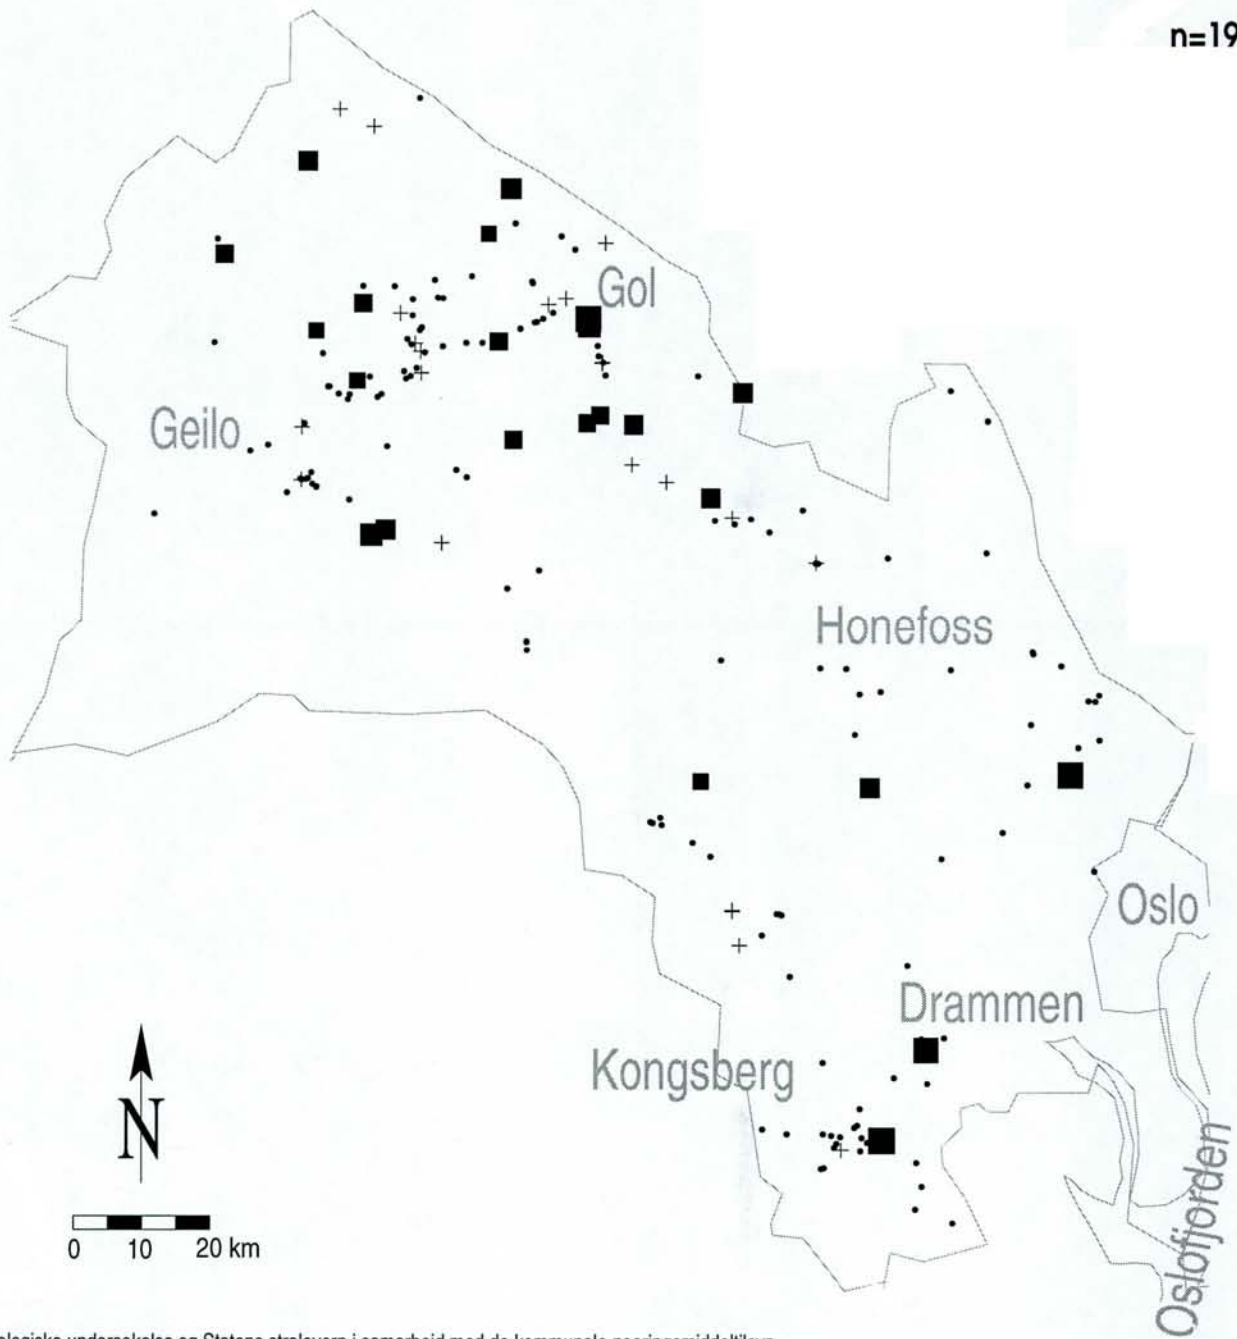 n=19
Gol
Geilo
Honefoss
Oslo
Drammen
Kongsberg
N
0 10 20 km
Oslofjorden